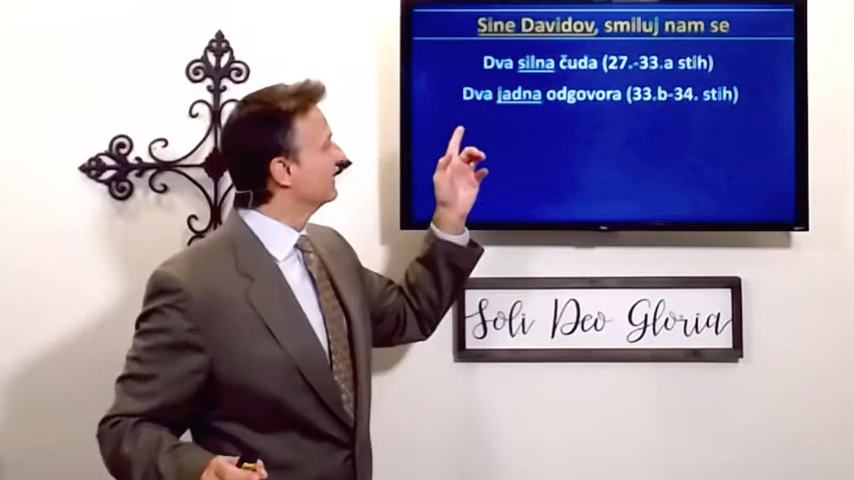 Sine Davidov, smiluj nam se
Dva silna čuda (27.-33.a stih)
Dva jadna odgovora (33.b-34. stih)
Soli Deo Gloria